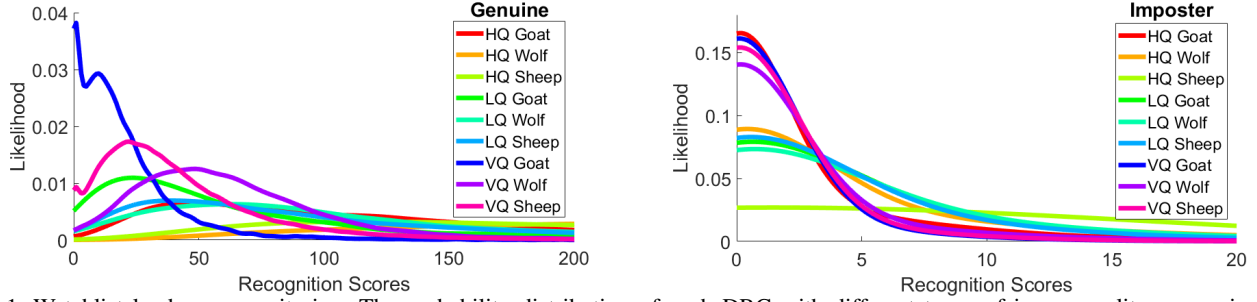 Genuine
0.04
0.03
0.02
0.01
0
Likelihood
HQ Goat
HQ Wolf
HQ Sheep
LQ Goat
LQ Wolf
LQ Sheep
VQ Goat
VQ Wolf
VQ Sheep
0 50 100 150 200
Recognition Scores
Imposter
0.15
0.1
0.05
0
Likelihood
HQ Goat
HQ Wolf
HQ Sheep
LQ Goat
LQ Wolf
LQ Sheep
VQ Goat
VQ Wolf
VQ Sheep
0 5 10 15 20
Recognition Scores